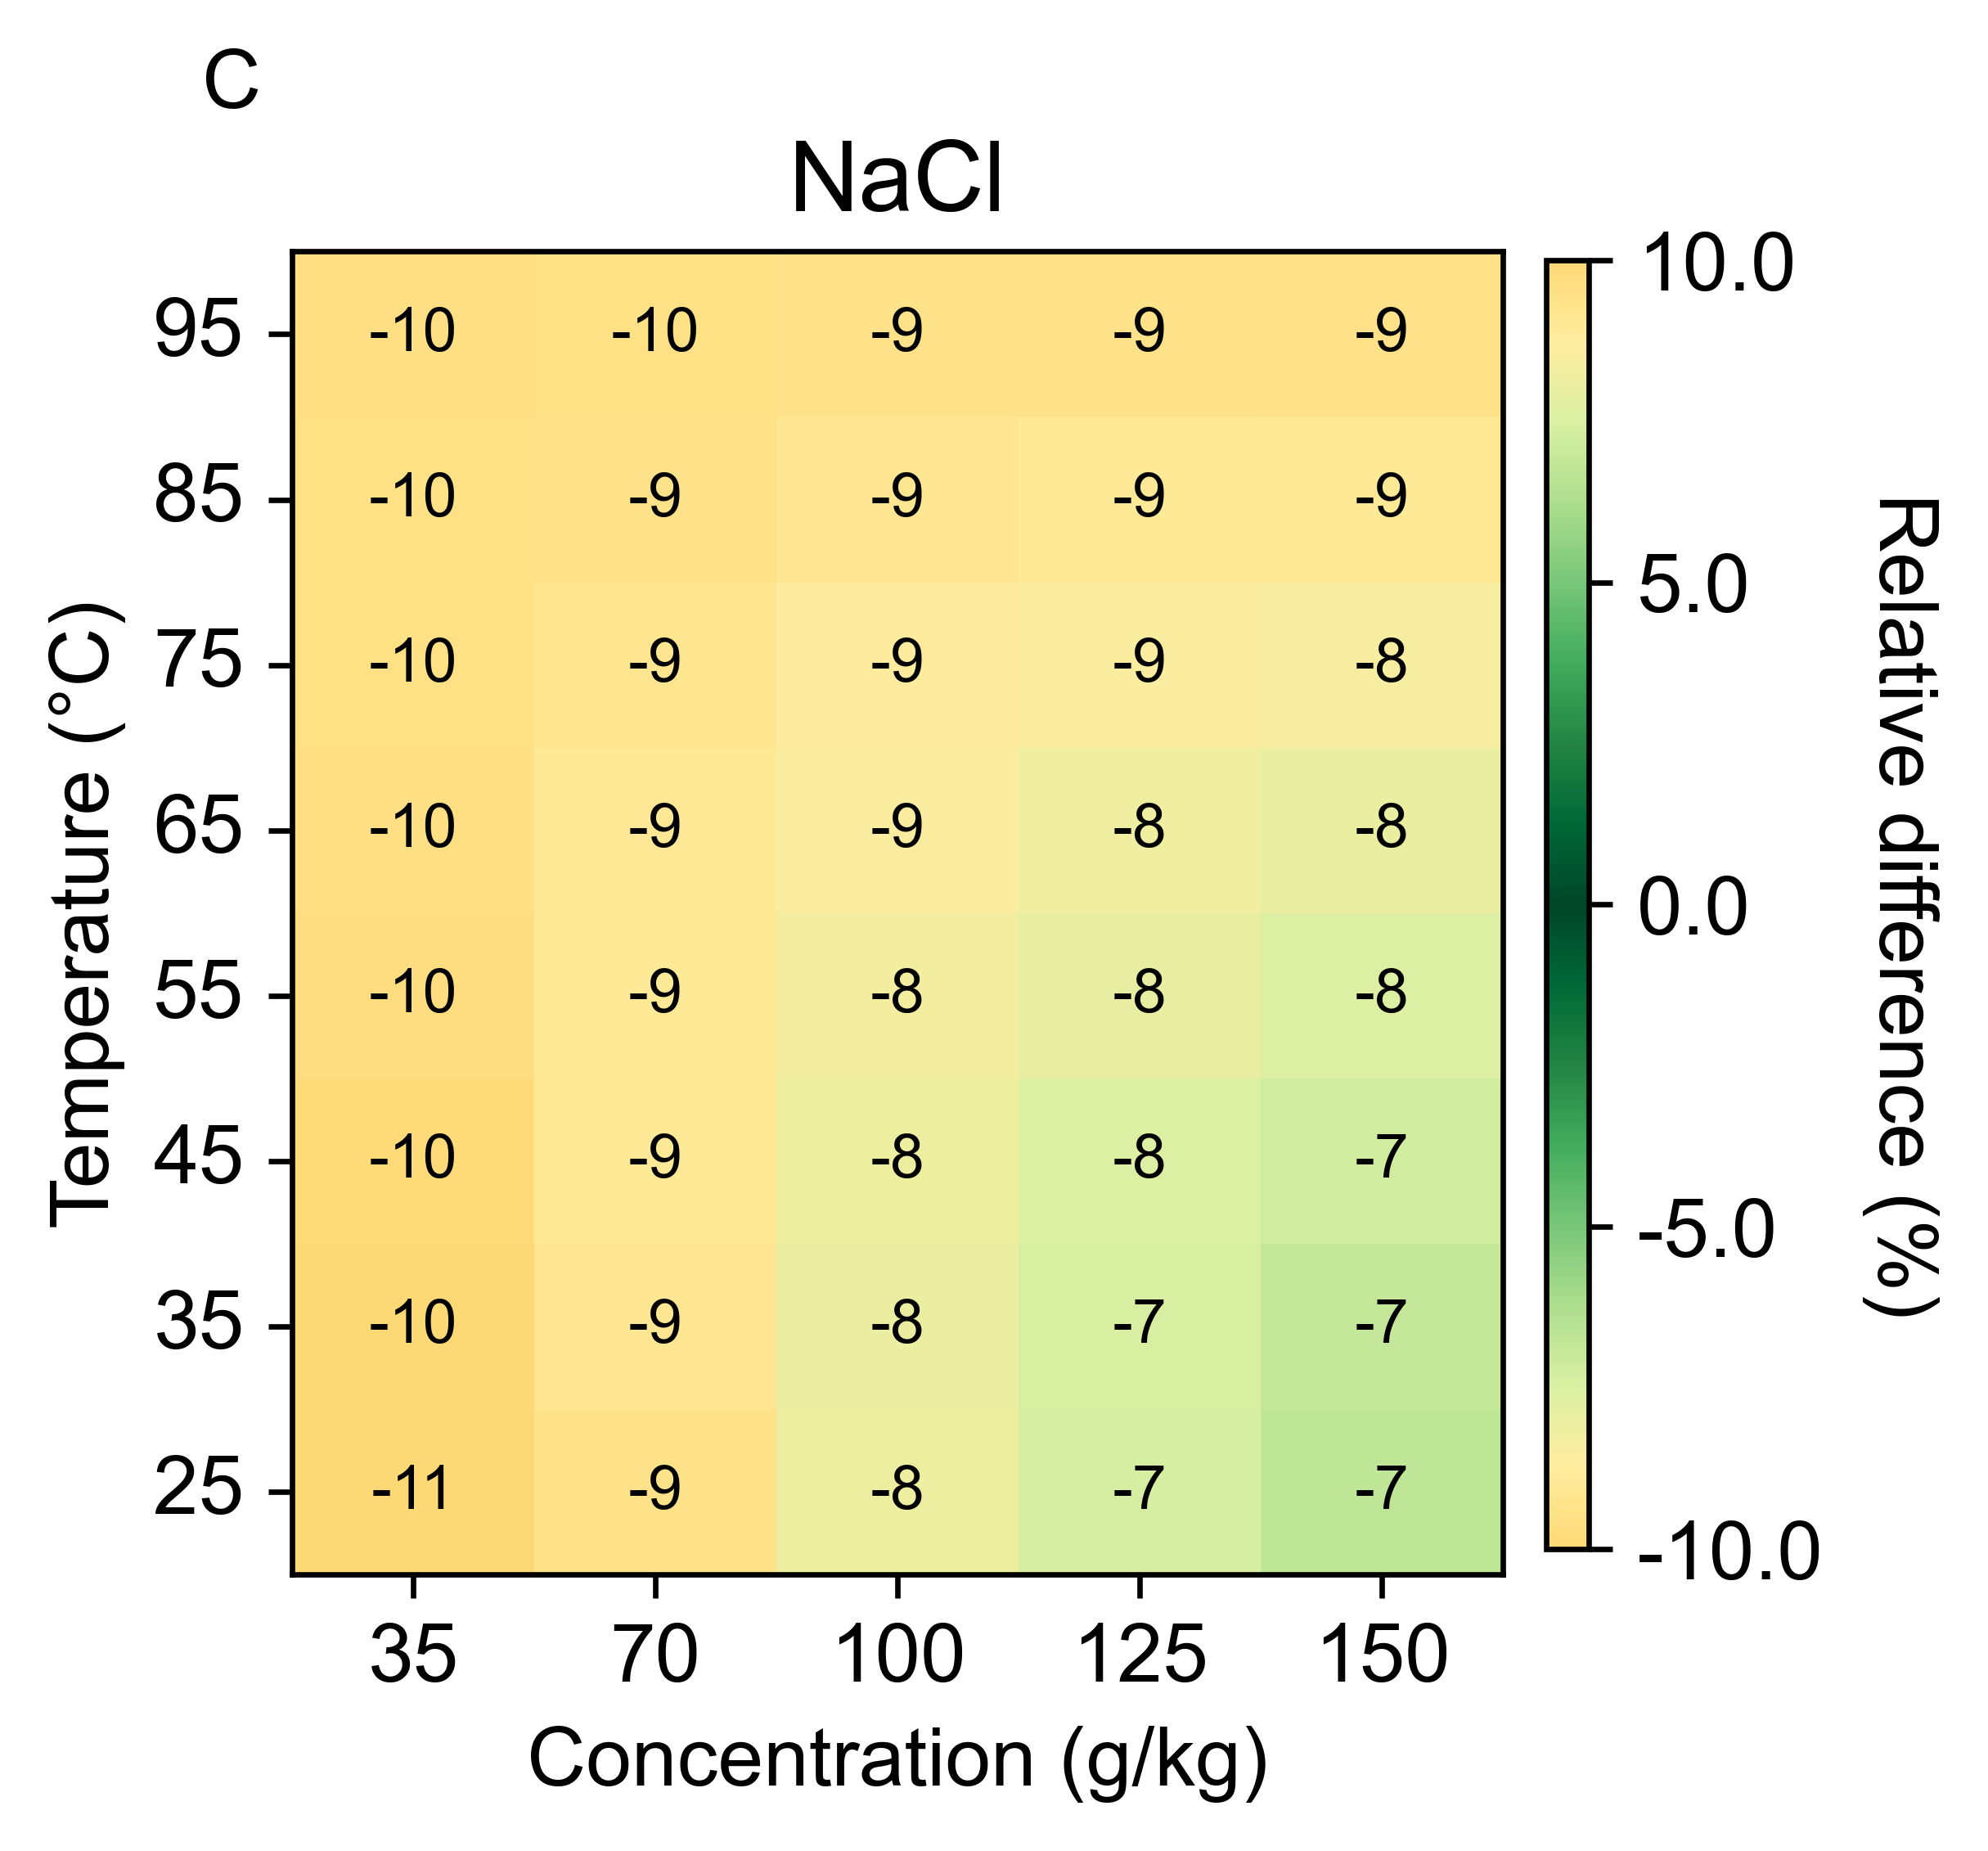 C
NaCl
95 -10 -10 -9 -9 -9
85 -10 -9 -9 -9 -9
75 -10 -9 -9 -9 -8
65 -10 -9 -9 -8 -8
55 -10 -9 -8 -8 -8
45 -10 -9 -8 -8 -7
35 -10 -9 -8 -7 -7
25 -11 -9 -8 -7 -7
35 70 100 125 150
Concentration (g/kg)
Temperature (°C)
10.0
5.0
0.0
-5.0
-10.0
Relative difference (%)